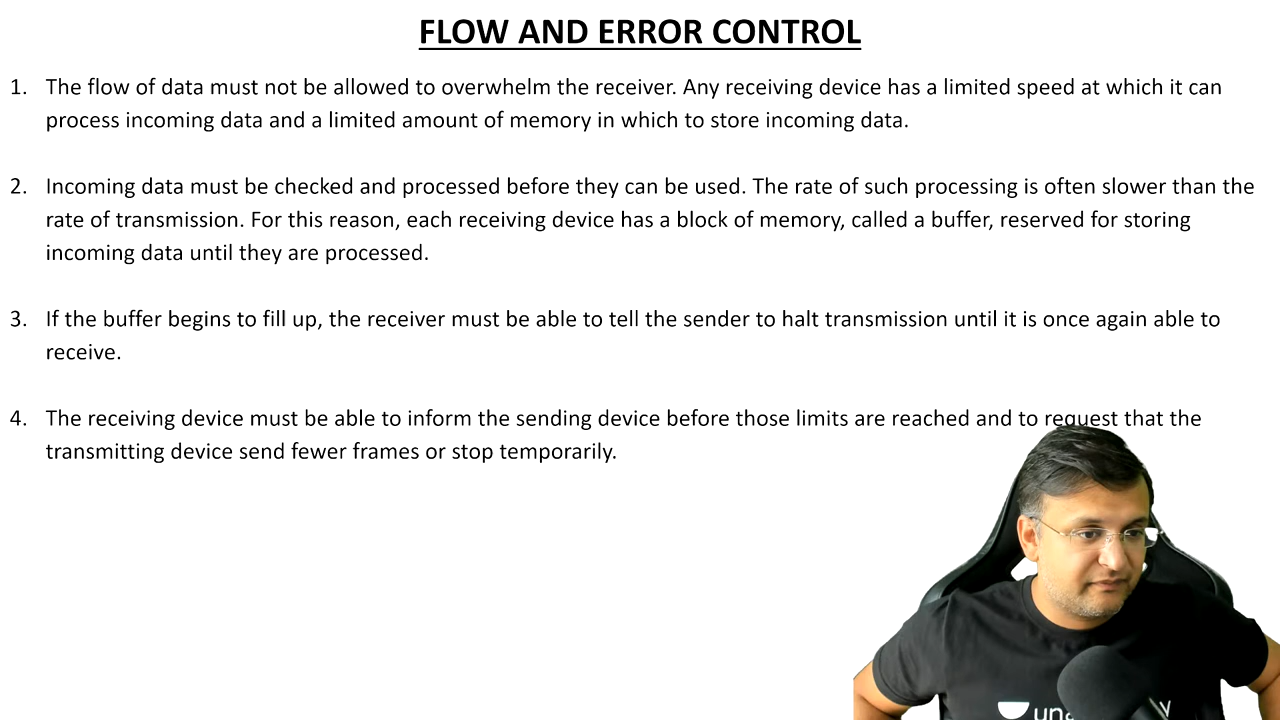 FLOW AND ERROR CONTROL
1. The flow of data must not be allowed to overwhelm the receiver. Any receiving device has a limited speed at which it can
process incoming data and a limited amount of memory in which to store incoming data.
2. Incoming data must be checked and processed before they can be used. The rate of such processing is often slower than the
rate of transmission. For this reason, each receiving device has a block of memory, called a buffer, reserved for storing
incoming data until they are processed.
3. If the buffer begins to fill up, the receiver must be able to tell the sender to halt transmission until it is once again able to
receive.
4. The receiving device must be able to inform the sending device before those limits are reached and to request that the
transmitting device send fewer frames or stop temporarily.